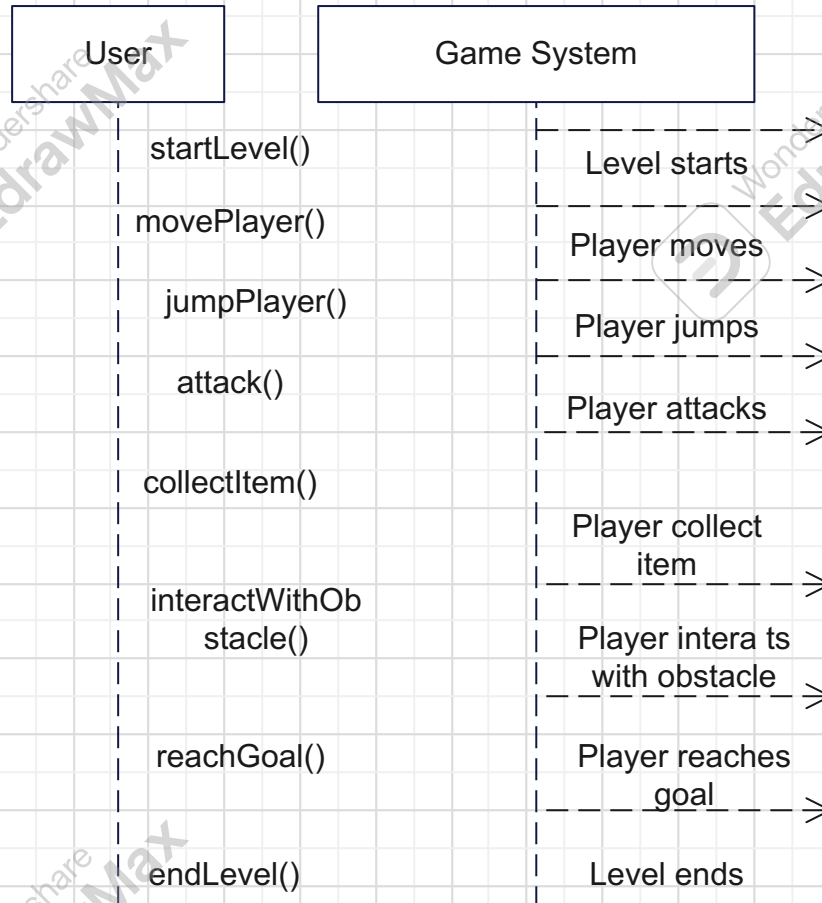 User
Game System
startLevel()
Level starts
movePlayer()
Player moves
jumpPlayer()
Player jumps
attack()
Player attacks
collectItem()
Player collect
item
interactWithOb
stacle()
Player intera ts
with obstacle
reachGoal()
Player reaches
goal
endLevel()
Level ends